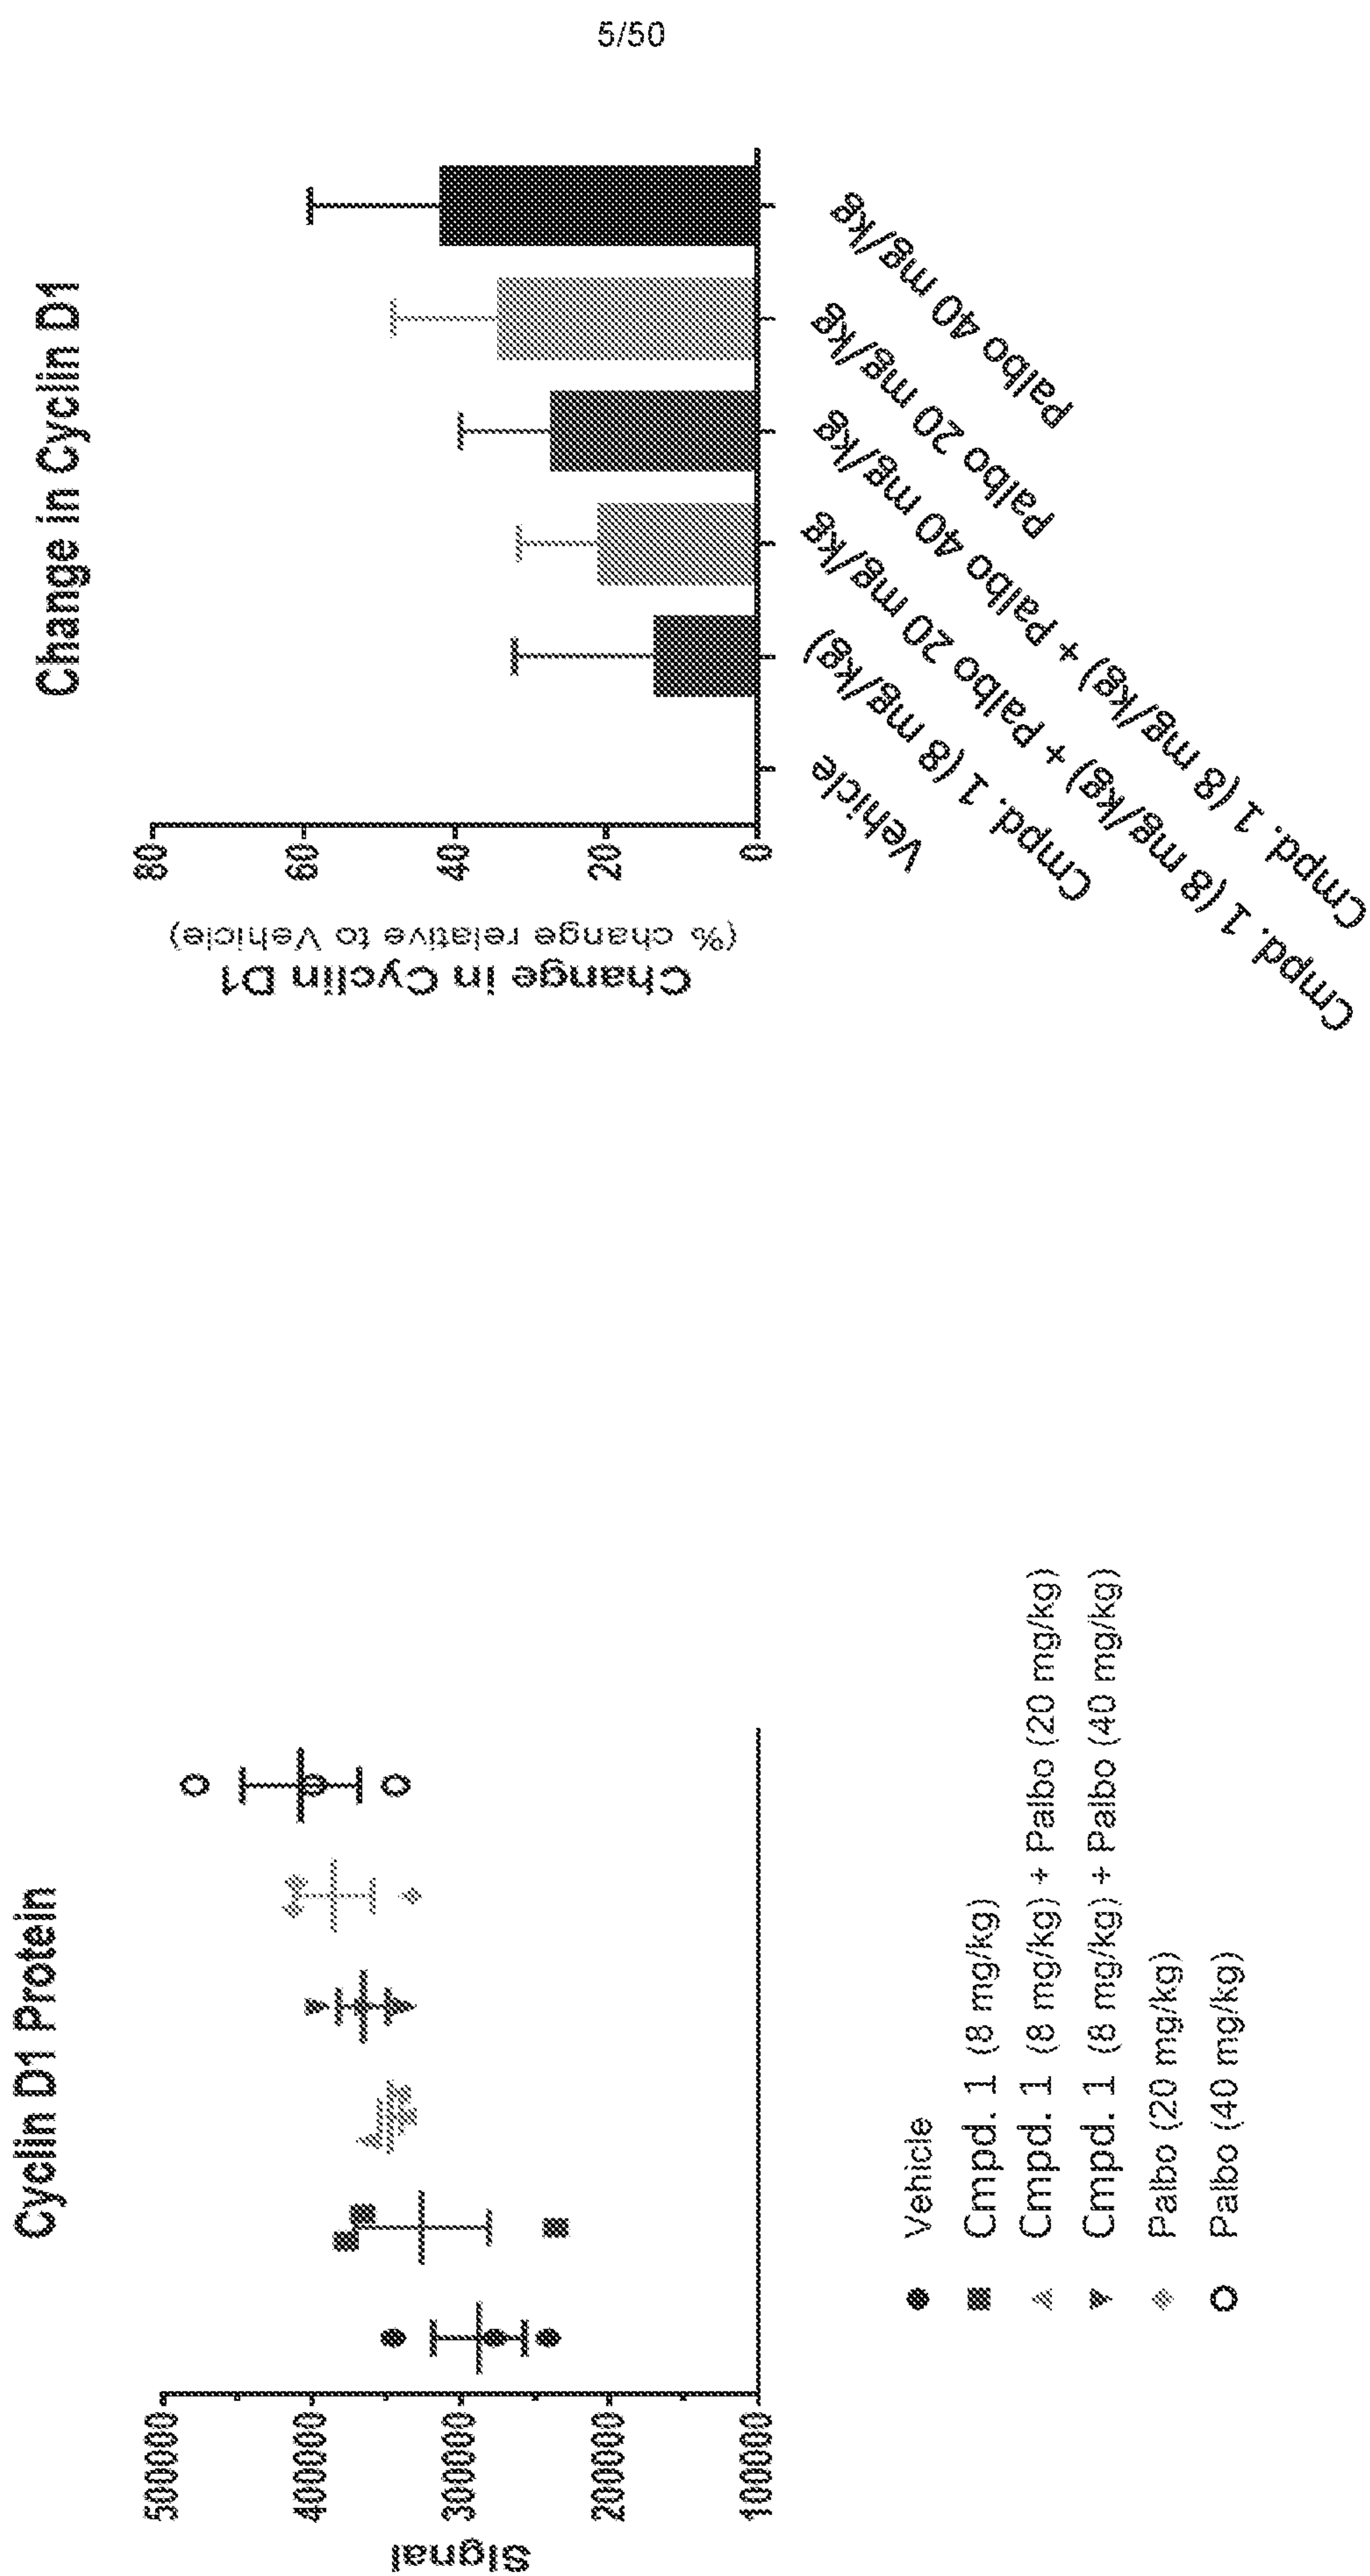 5/50
Cyclin D1 Protein
Signal
500000
400000
300000
200000
100000
Vehicle
Cmpd. 1 (8 mg/kg)
Cmpd. 1 (8 mg/kg) + Palbo (20 mg/kg)
Cmpd. 1 (8 mg/kg) + Palbo (40 mg/kg)
Palbo (20 mg/kg)
Palbo (40 mg/kg)
Change in Cyclin D1
Change in Cyclin D1
(% change relative to Vehicle)
80
60
40
20
0
Vehicle
Cmpd. 1 (8 mg/kg)
Cmpd. 1 (8 mg/kg) + Palbo 20 mg/kg
Cmpd. 1 (8 mg/kg) + Palbo 40 mg/kg
Palbo 20 mg/kg
Palbo 40 mg/kg